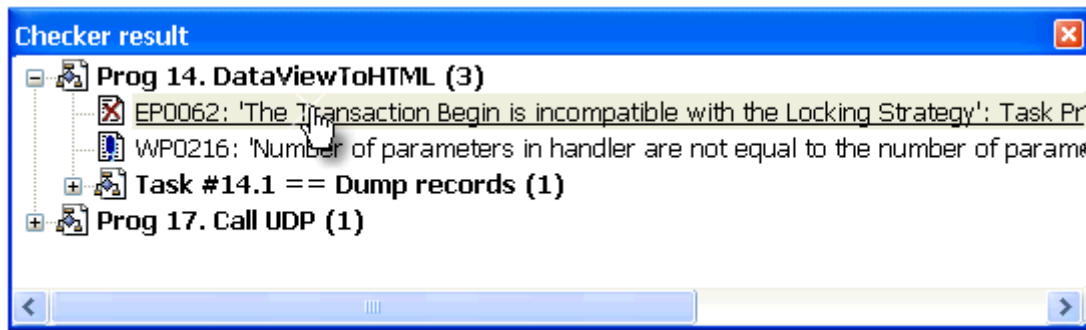 Checker result
Prog 14. DataViewToHTML (3)
EP0062: 'The Transaction Begin is incompatible with the Locking Strategy': Task Pr
WP0216: 'Number of parameters in handler are not equal to the number of param
Task #14.1 == Dump records (1)
Prog 17. Call UDP (1)